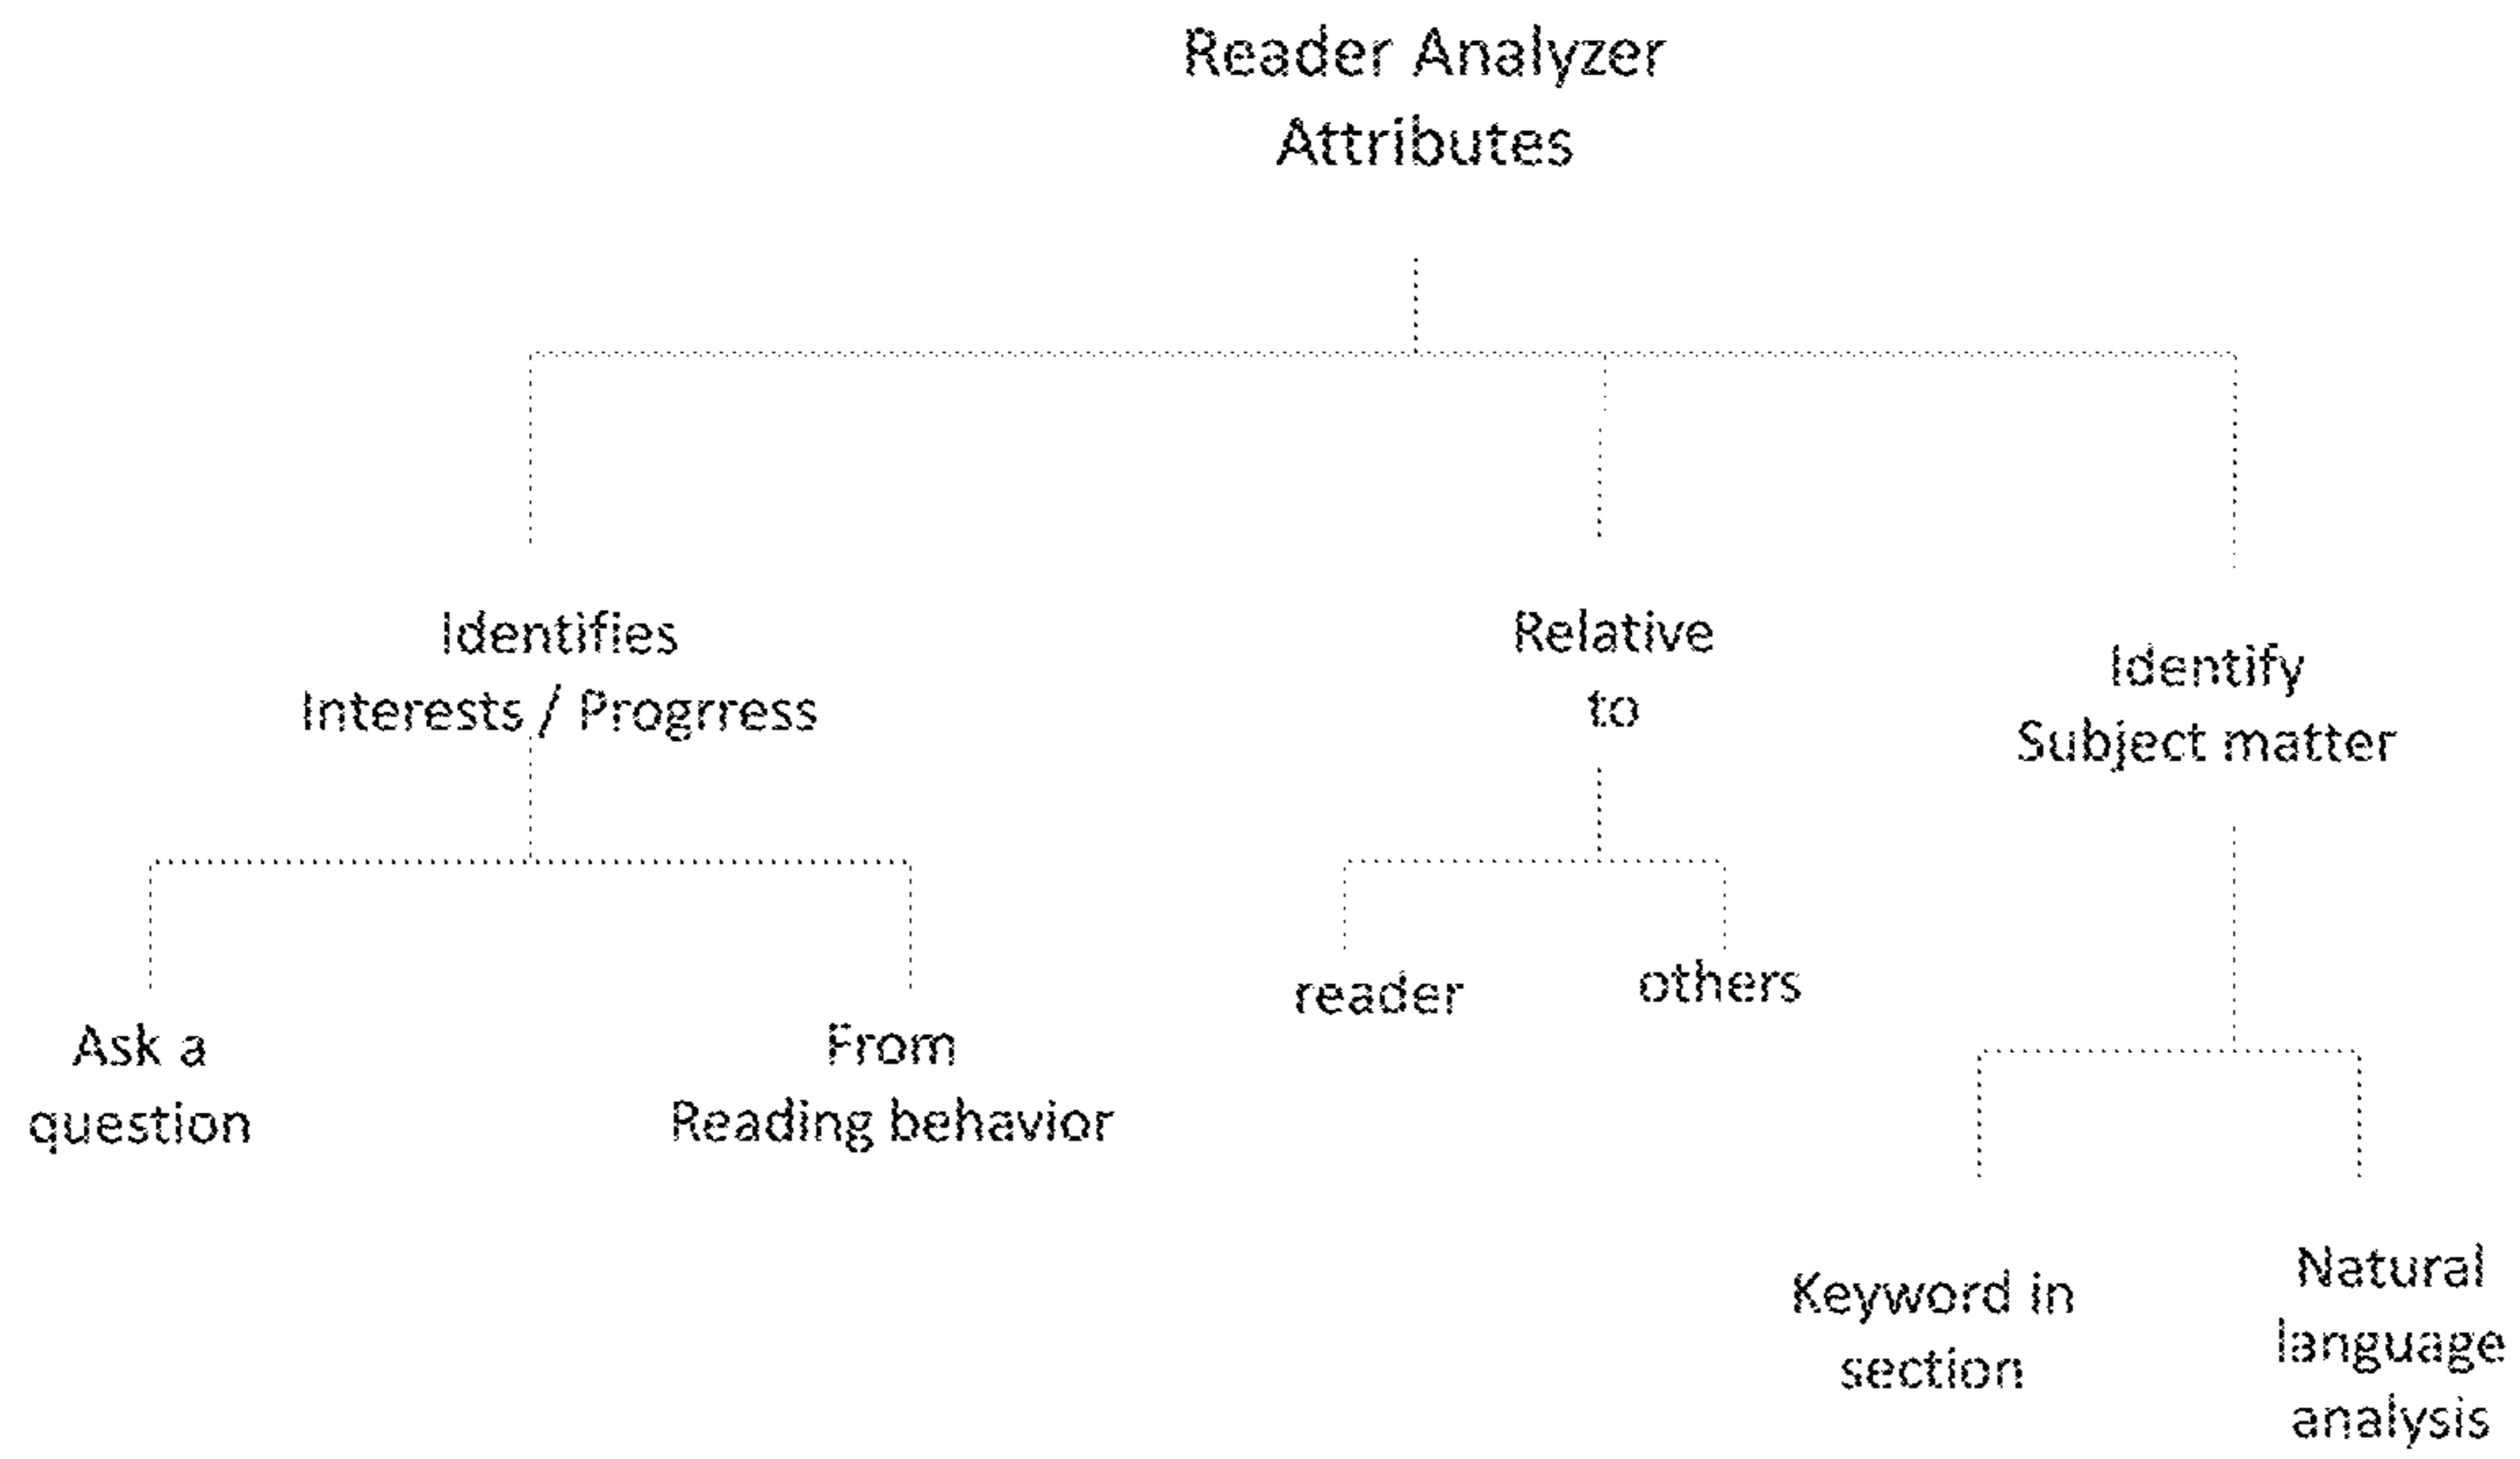 Reader Analyzer
Attributes
Identifies
Interests / Progrress
Relative
to
Identify
Subject matter
Ask a
question
From
Reading behavior
reader
others
Keyword in
section
Natural
language
analysis